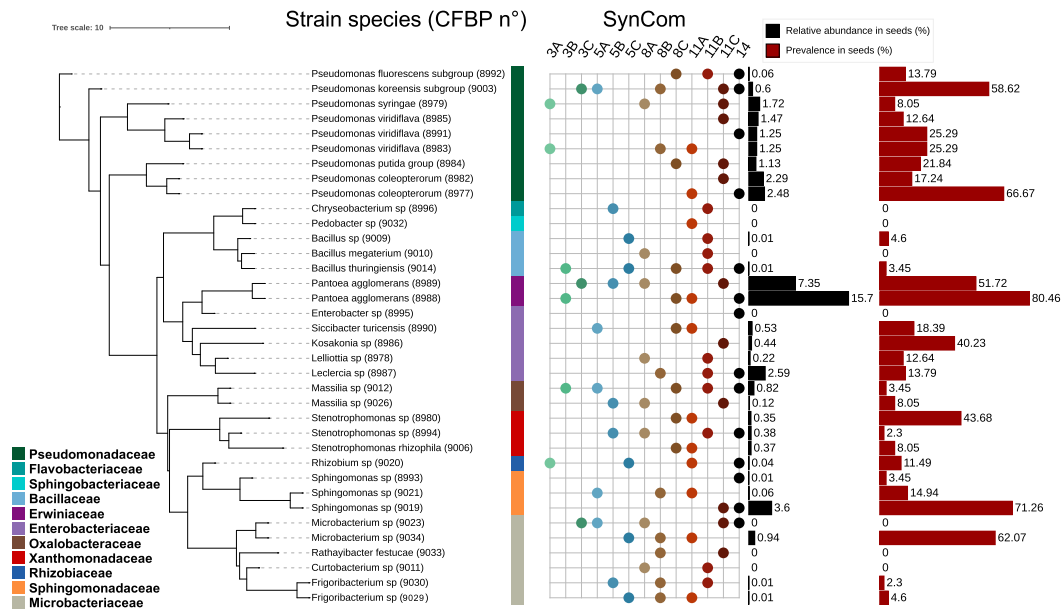 Strain species (CFBP n°)
SynCom
Tree scale: 10
3A 3B 3C 5A 5B 5C 8A 8B 8C 11A 11B 11C 14
Relative abundance in seeds (%)
Prevalence in seeds (%)
Pseudomonas fluorescens subgroup (8992) 0.06 13.79
Pseudomonas koreensis subgroup (9003) 0.6 58.62
Pseudomonas syringae (8979) 1.72 8.05
Pseudomonas viridiflava (8985) 1.47 12.64
Pseudomonas viridiflava (8991) 1.25 25.29
Pseudomonas viridiflava (8983) 1.25 25.29
Pseudomonas putida group (8984) 1.13 21.84
Pseudomonas coleopterorum (8982) 2.29 17.24
Pseudomonas coleopterorum (8977) 2.48 66.67
Chryseobacterium sp (8996) 0 0
Pedobacter sp (9032) 0 0
Bacillus sp (9009) 0.01 4.6
Bacillus megaterium (9010) 0 0
Bacillus thuringiensis (9014) 0.01 3.45
Pantoea agglomerans (8989) 7.35 51.72
Pantoea agglomerans (8988) 15.7 80.46
Enterobacter sp (8995) 0 0
Siccibacter turicensis (8990) 0.53 18.39
Kosakonia sp (8986) 0.44 40.23
Lelliottia sp (8978) 0.22 12.64
Leclercia sp (8987) 2.59 13.79
Massilia sp (9012) 0.82 3.45
Massilia sp (9026) 0.12 8.05
Stenotrophomonas sp (8980) 0.35 43.68
Stenotrophomonas sp (8994) 0.38 2.3
Stenotrophomonas rhizophila (9006) 0.37 8.05
Rhizobium sp (9020) 0.04 11.49
Sphingomonas sp (8993) 0.01 3.45
Sphingomonas sp (9021) 0.06 14.94
Sphingomonas sp (9019) 3.6 71.26
Microbacterium sp (9023) 0 0
Microbacterium sp (9034) 0.94 62.07
Rathayibacter festucae (9033) 0 0
Curtobacterium sp (9011) 0 0
Frigoribacterium sp (9030) 0.01 2.3
Frigoribacterium sp (9029) 0.01 4.6
Pseudomonadaceae
Flavobacteriaceae
Sphingobacteriaceae
Bacillaceae
Erwiniaceae
Enterobacteriaceae
Oxalobacteraceae
Xanthomonadaceae
Rhizobiaceae
Sphingomonadaceae
Microbacteriaceae